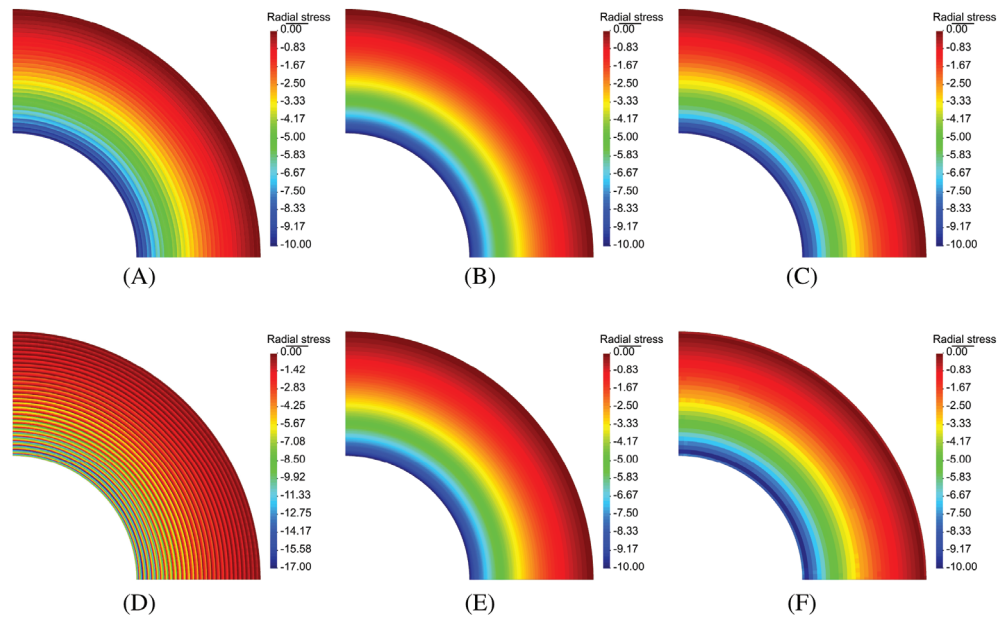 Radial stress Radial stress Radial stress
0.00 0.00 0.00
-0.83 -0.83 -0.83
-1.67 -1.67 -1.67
-2.50 -2.50 -2.50
-3.33 -3.33 -3.33
-4.17 -4.17 -4.17
-5.00 -5.00 -5.00
-5.83 -5.83 -5.83
-6.67 -6.67 -6.67
-7.50 -7.50 -7.50
-8.33 -8.33 -8.33
-9.17 -9.17 -9.17
-10.00 -10.00 -10.00
(A) (B) (C)
Radial stress Radial stress Radial stress
0.00 0.00 0.00
-1.42 -0.83 -0.83
-2.83 -1.67 -1.67
-4.25 -2.50 -2.50
-5.67 -3.33 -3.33
-7.08 -4.17 -4.17
-8.50 -5.00 -5.00
-9.92 -5.83 -5.83
-11.33 -6.67 -6.67
-12.75 -7.50 -7.50
-14.17 -8.33 -8.33
-15.58 -9.17 -9.17
-17.00 -10.00 -10.00
(D) (E) (F)